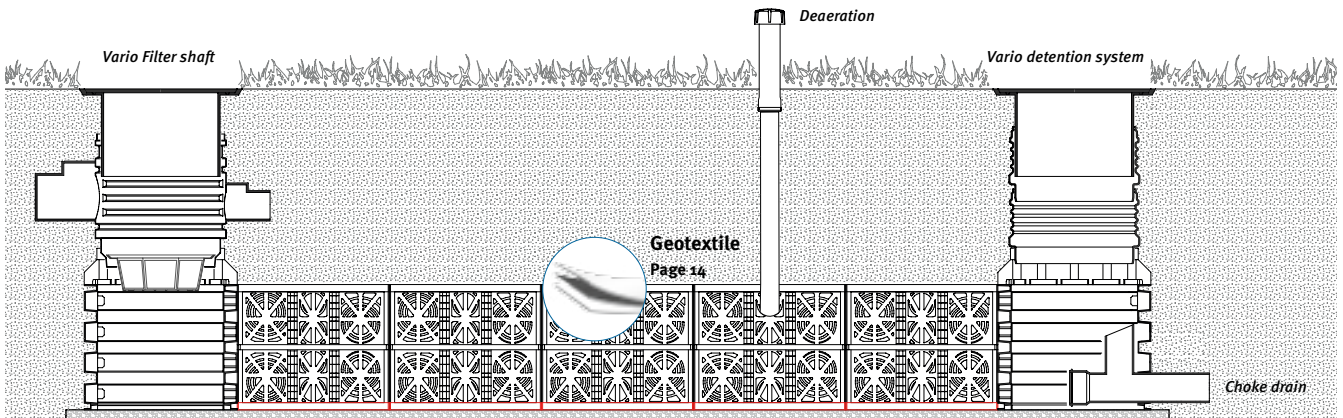 Deaeration
Vario Filter shaft
Vario detention system
Geotextile
Page 14
Choke drain